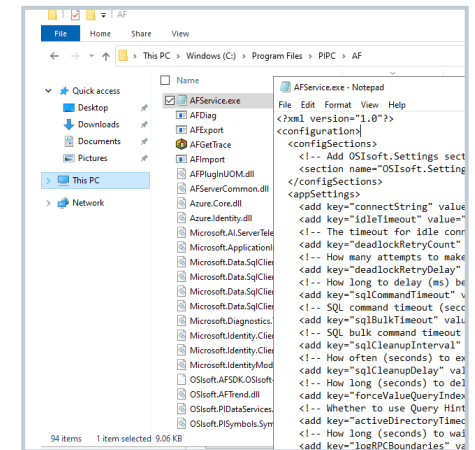 AF
File Home Share View
This PC > Windows (C:) > Program Files > PIPC > AF
Name
Quick access
Desktop
Downloads
Documents
Pictures
This PC
Network
AFService.exe
AFDiag
AFExport
AFGetTrace
AFImport
AFPlugInUOM.dll
AFServerCommon.dll
Azure.Core.dll
Azure.Identity.dll
Microsoft.AI.ServerTele
Microsoft.ApplicationI
Microsoft.Data.SqlClien
Microsoft.Data.SqlClien
Microsoft.Data.SqlClien
Microsoft.Data.SqlClien
Microsoft.Diagnostics.
Microsoft.Identity.Clien
Microsoft.Identity.Clien
Microsoft.IdentityMod
OSIsoft.AFSDK.OSIsoft-
OSIsoft.AFTrend.dll
OSIsoft.PIDataServices.
OSIsoft.PISymbols.Sym
94 items 1 item selected 9.06 KB
AFService.exe - Notepad
File Edit Format View Help
<?xml version="1.0"?>
<configuration>
<configSections>
<!-- Add OSIsoft.Settings sect
<section name="OSIsoft.Setting
</configSections>
<appSettings>
<add key="connectString" value
<add key="idleTimeout" value="
<!-- The timeout for idle conn
<add key="deadlockRetryCount"
<!-- How many attempts to make
<add key="deadlockRetryDelay"
<!-- How long to delay (ms) be
<add key="sqlCommandTimeout" v
<!-- SQL command timeout (seco
<add key="sqlBulkTimeout" valu
<!-- SQL bulk command timeout
<add key="sqlCleanupInterval"
<!-- How often (seconds) to ex
<add key="sqlCleanupDelay" val
<!-- How long (seconds) to del
<add key="forceValueQueryIndex
<!-- Whether to use Query Hint
<add key="activeDirectoryTimeo
<!-- How long (seconds) to wai
<add key="logRPCBoundaries" va